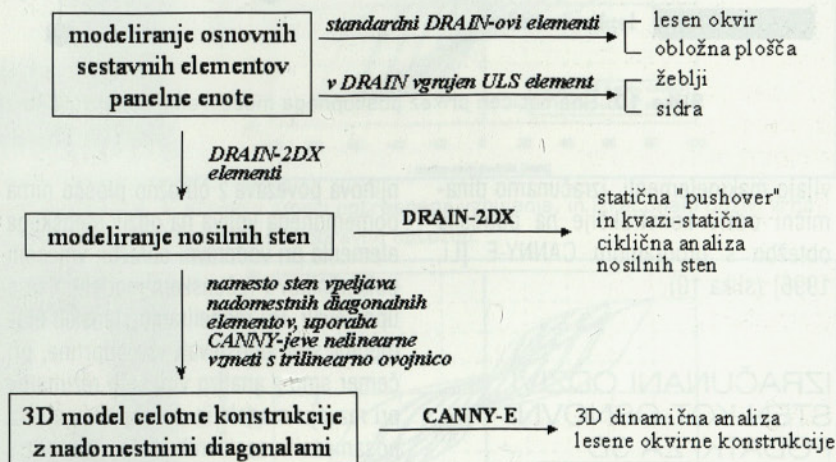 modeliranje osnovnih
sestavnih elementov
panelne enote
standardni DRAIN-ovi elementi
lesen okvir
obložna plošča
v DRAIN vgrajen ULS element
žeblji
sidra
DRAIN-2DX
elementi
modeliranje nosilnih sten
DRAIN-2DX
statična "pushover"
in kvazi-statična
ciklična analiza
nosilnih sten
namesto sten vpeljava
nadomestnih diagonalnih
elementov, uporaba
CANNY-jeve nelinearne
vzmeti s trilinearno ovojnico
3D model celotne konstrukcije
z nadomestnimi diagonalami
CANNY-E
3D dinamična analiza
lesene okvirne konstrukcije